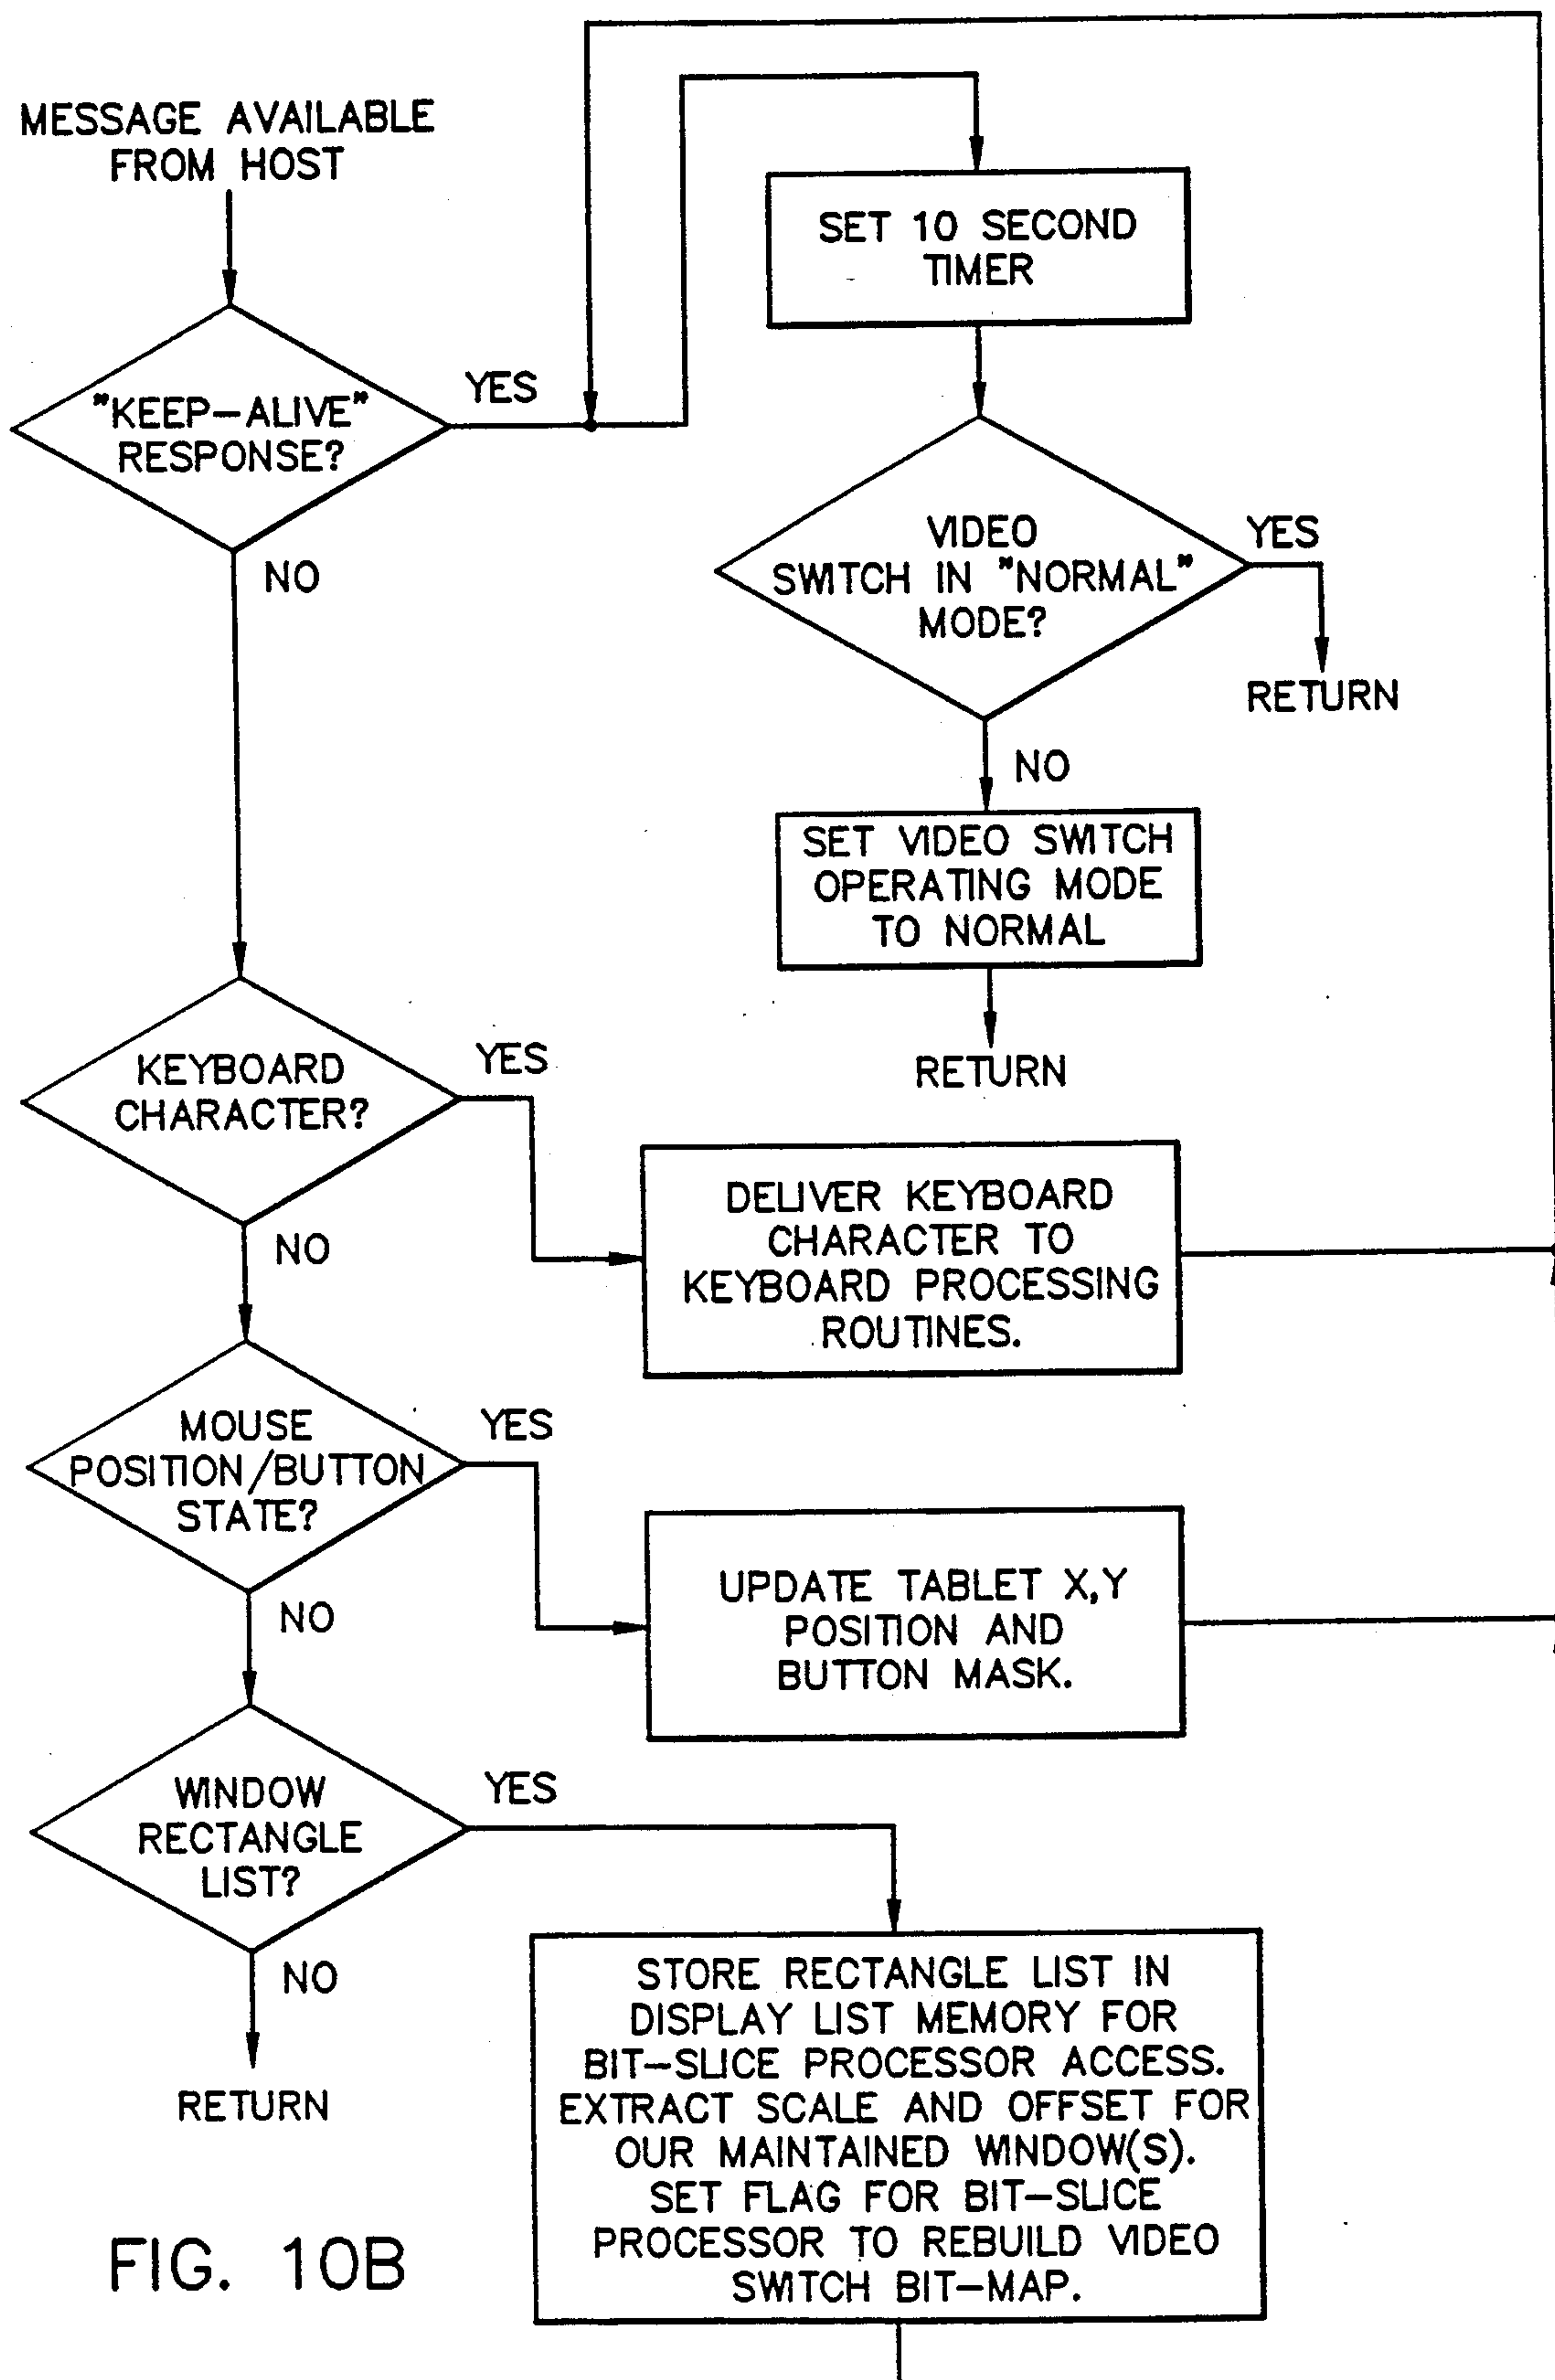 MESSAGE AVAILABLE
FROM HOST
SET 10 SECOND
TIMER
"KEEP-ALIVE"
RESPONSE?
YES
NO
VIDEO
SWITCH IN "NORMAL"
MODE?
YES
RETURN
NO
SET VIDEO SWITCH
OPERATING MODE
TO NORMAL
RETURN
KEYBOARD
CHARACTER?
YES
NO
DELIVER KEYBOARD
CHARACTER TO
KEYBOARD PROCESSING
ROUTINES.
MOUSE
POSITION/BUTTON
STATE?
YES
NO
UPDATE TABLET X,Y
POSITION AND
BUTTON MASK.
WINDOW
RECTANGLE
LIST?
YES
NO
RETURN
STORE RECTANGLE LIST IN
DISPLAY LIST MEMORY FOR
BIT-SLICE PROCESSOR ACCESS.
EXTRACT SCALE AND OFFSET FOR
OUR MAINTAINED WINDOW(S).
SET FLAG FOR BIT-SLICE
PROCESSOR TO REBUILD VIDEO
SWITCH BIT-MAP.
FIG. 10B